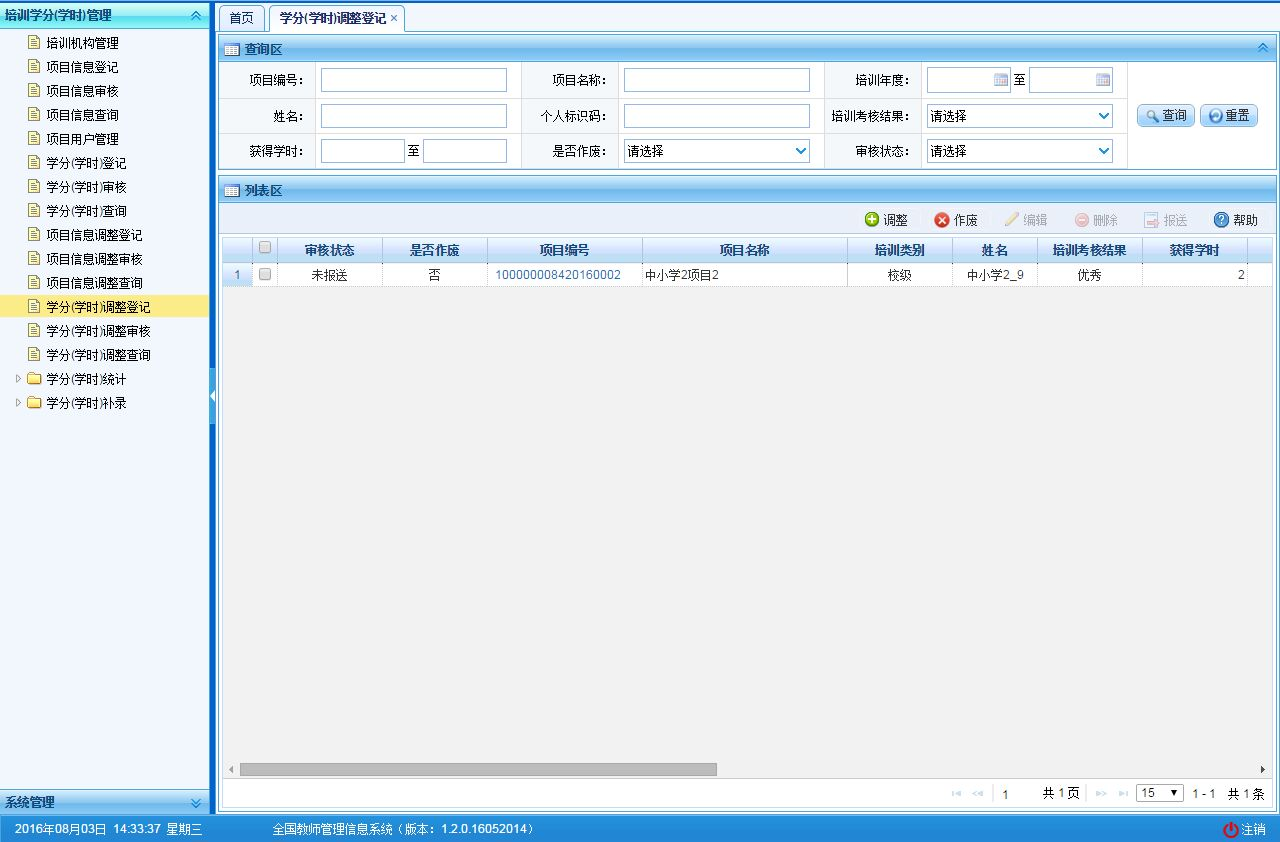 培训学分(学时)管理
培训机构管理
项目信息登记
项目信息审核
项目信息查询
项目用户管理
学分(学时)登记
学分(学时)审核
学分(学时)查询
项目信息调整登记
项目信息调整审核
项目信息调整查询
学分(学时)调整登记
学分(学时)调整审核
学分(学时)调整查询
学分(学时)统计
学分(学时)补录
系统管理
首页 学分(学时)调整登记 ×
查询区
项目编号： 项目名称： 培训年度： 至
姓名： 个人标识码： 培训考核结果： 请选择 查询 重置
获得学时： 至 是否作废： 请选择 审核状态： 请选择
列表区
调整 作废 编辑 删除 报送 帮助
审核状态 是否作废 项目编号 项目名称 培训类别 姓名 培训考核结果 获得学时
1 未报送 否 100000008420160002 中小学2项目2 校级 中小学2_9 优秀 2
1 共 1 页 15 1 - 1 共 1 条
2016年08月03日 14:33:37 星期三 全国教师管理信息系统（版本：1.2.0.16052014） 注销